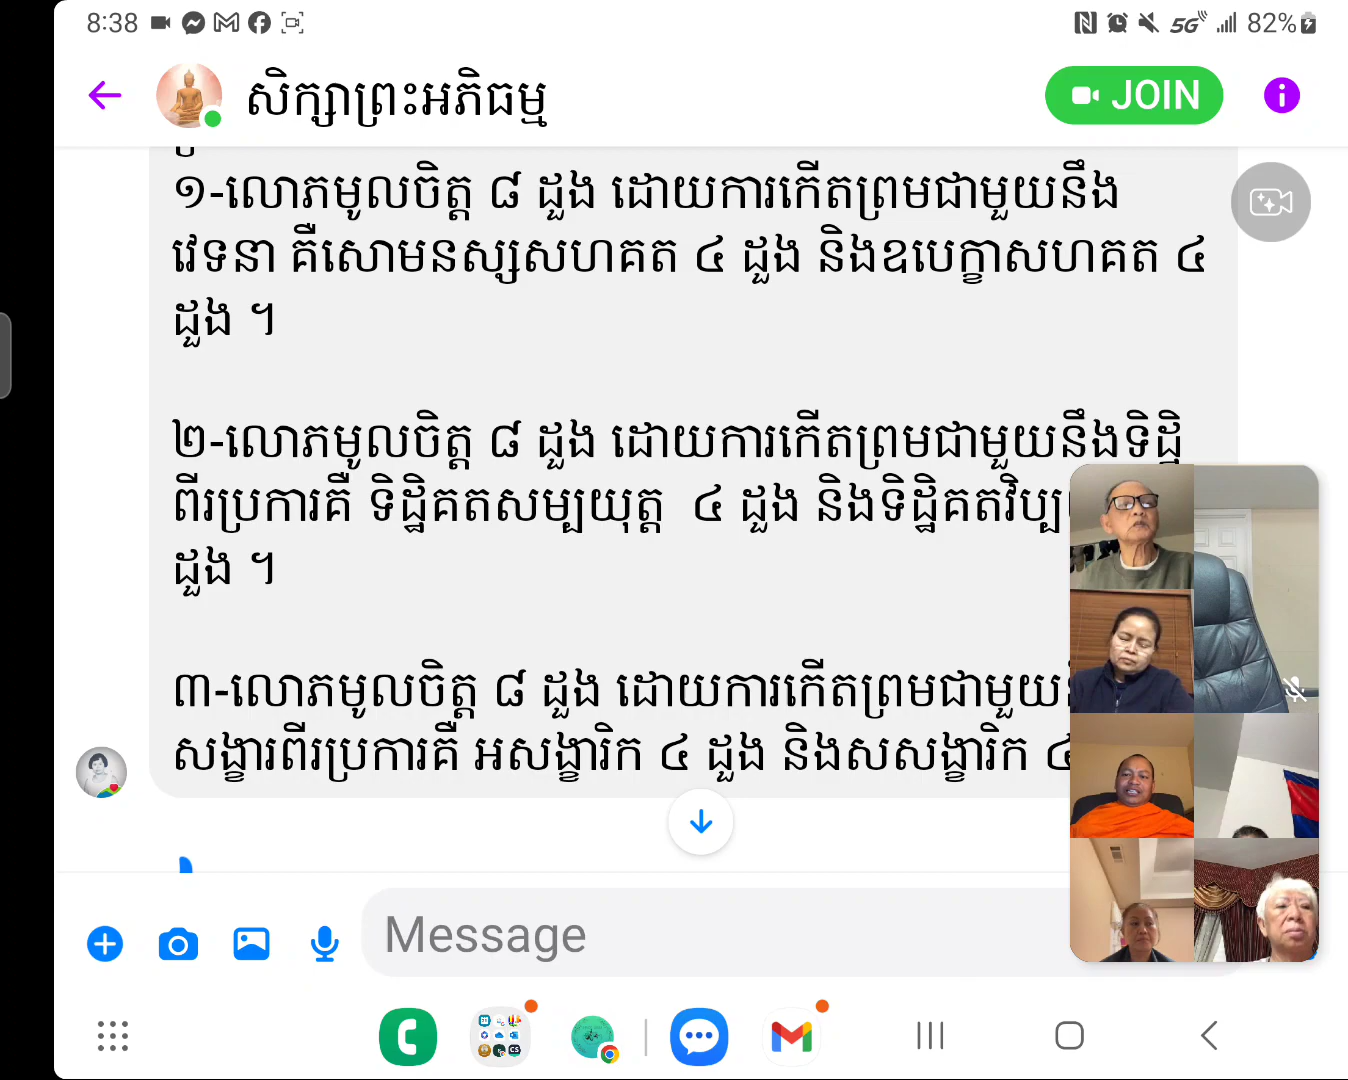 8:38
5G 82%
សិក្សាព្រះអភិធម្ម
JOIN
១-លោភមូលចិត្ត ៨ ដួង ដោយការកើតព្រមជាមួយនឹង
វេទនា គឺសោមនស្សសហគត ៤ ដួង និងឧបេក្ខាសហគត ៤
ដួង ។
២-លោភមូលចិត្ត ៨ ដួង ដោយការកើតព្រមជាមួយនឹងទិដ្ឋិ
ពីរប្រការគឺ ទិដ្ឋិគតសម្បយុត្ត ៤ ដួង និងទិដ្ឋិគតវិប្ប
ដួង ។
៣-លោភមូលចិត្ត ៨ ដួង ដោយការកើតព្រមជាមួយ
សង្ខារពីរប្រការគឺ អសង្ខារិក ៤ ដួង និងសសង្ខារិក ៤
Message